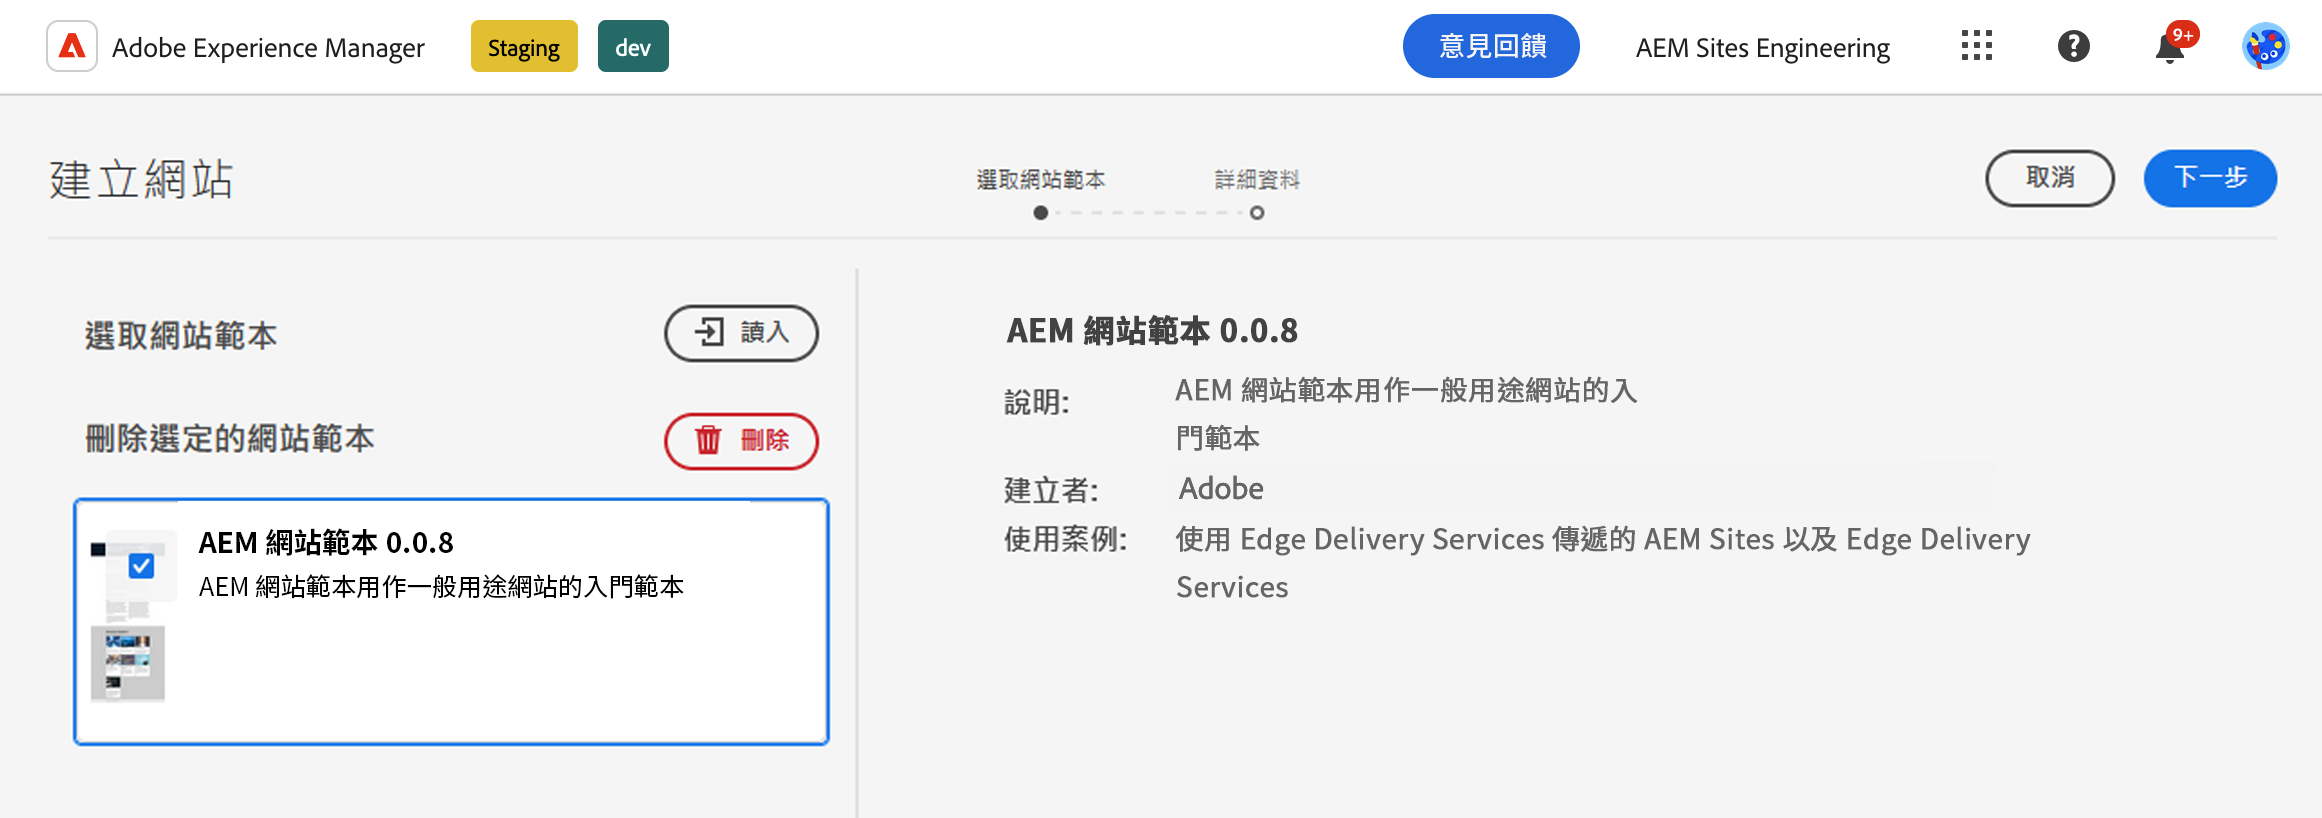 Adobe Experience Manager
Staging
dev
意見回饋
AEM Sites Engineering
9+
建立網站
選取網站範本
詳細資料
取消
下一步
選取網站範本
讀入
刪除選定的網站範本
刪除
AEM 網站範本 0.0.8
AEM 網站範本用作一般用途網站的入門範本
AEM 網站範本 0.0.8
說明:
AEM 網站範本用作一般用途網站的入
門範本
建立者:
Adobe
使用案例:
使用 Edge Delivery Services 傳遞的 AEM Sites 以及 Edge Delivery
Services